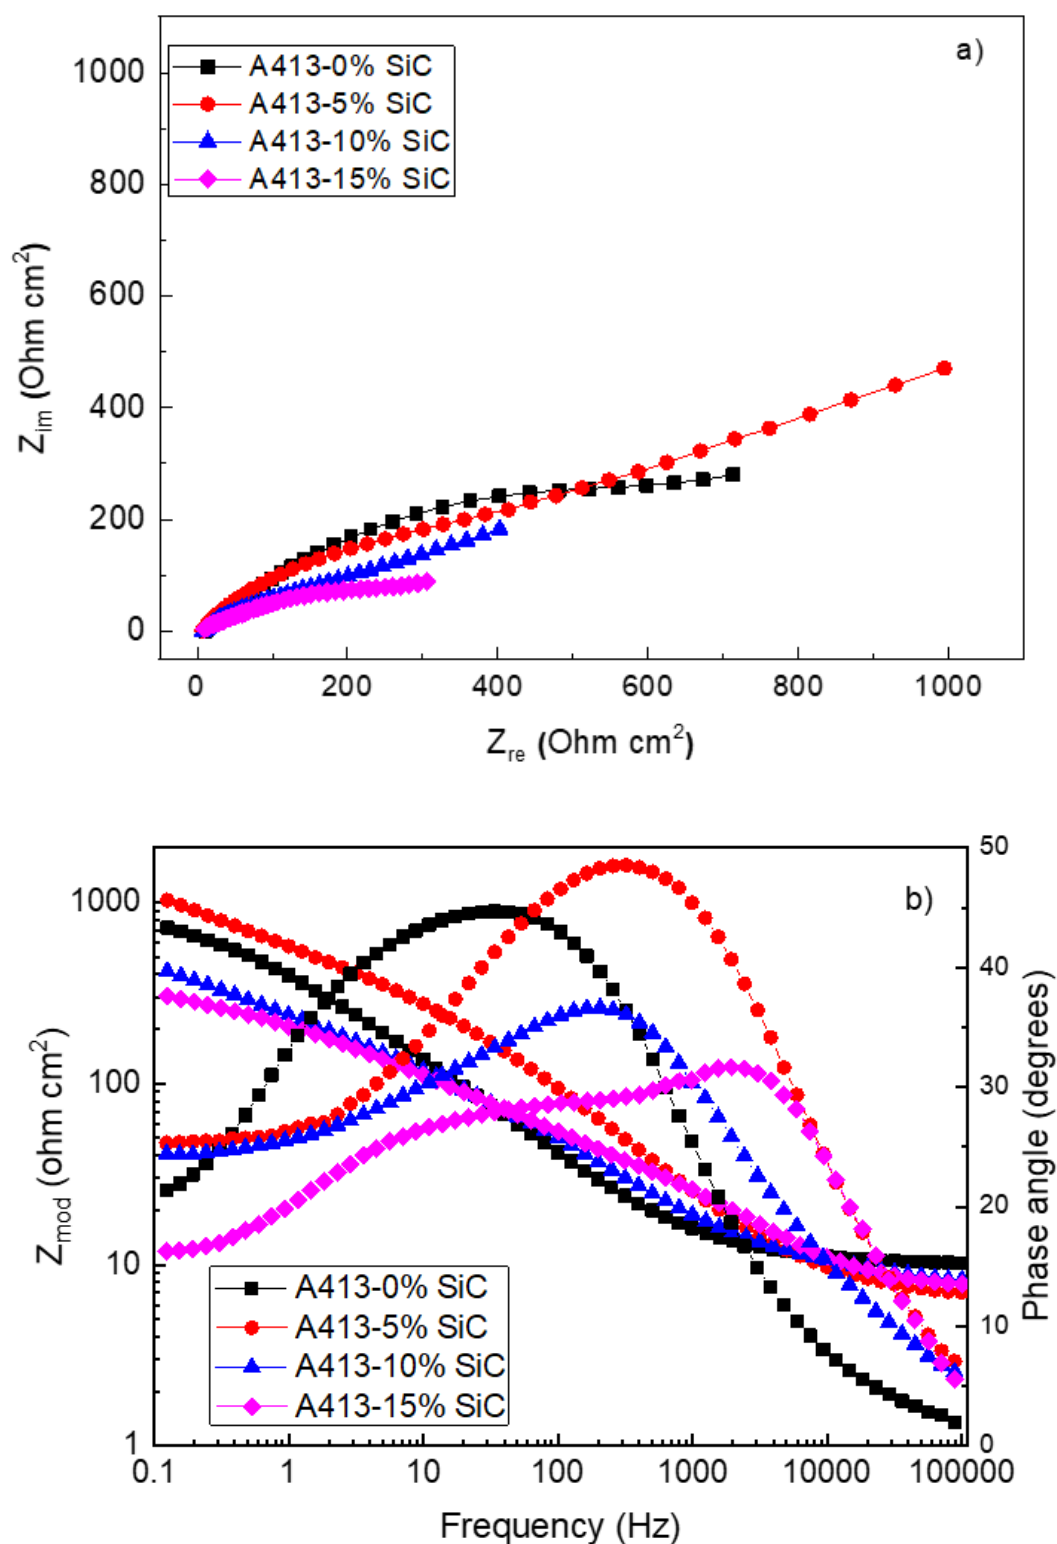 a)
A413-0% SiC
A413-5% SiC
A413-10% SiC
A413-15% SiC
1000
800
600
400
200
0
Z_im (Ohm cm²)
0 200 400 600 800 1000
Z_re (Ohm cm²)
b)
1000
100
10
1
Z_mod (ohm cm²)
50
40
30
20
10
0
Phase angle (degrees)
A413-0% SiC
A413-5% SiC
A413-10% SiC
A413-15% SiC
0.1 1 10 100 1000 10000 100000
Frequency (Hz)